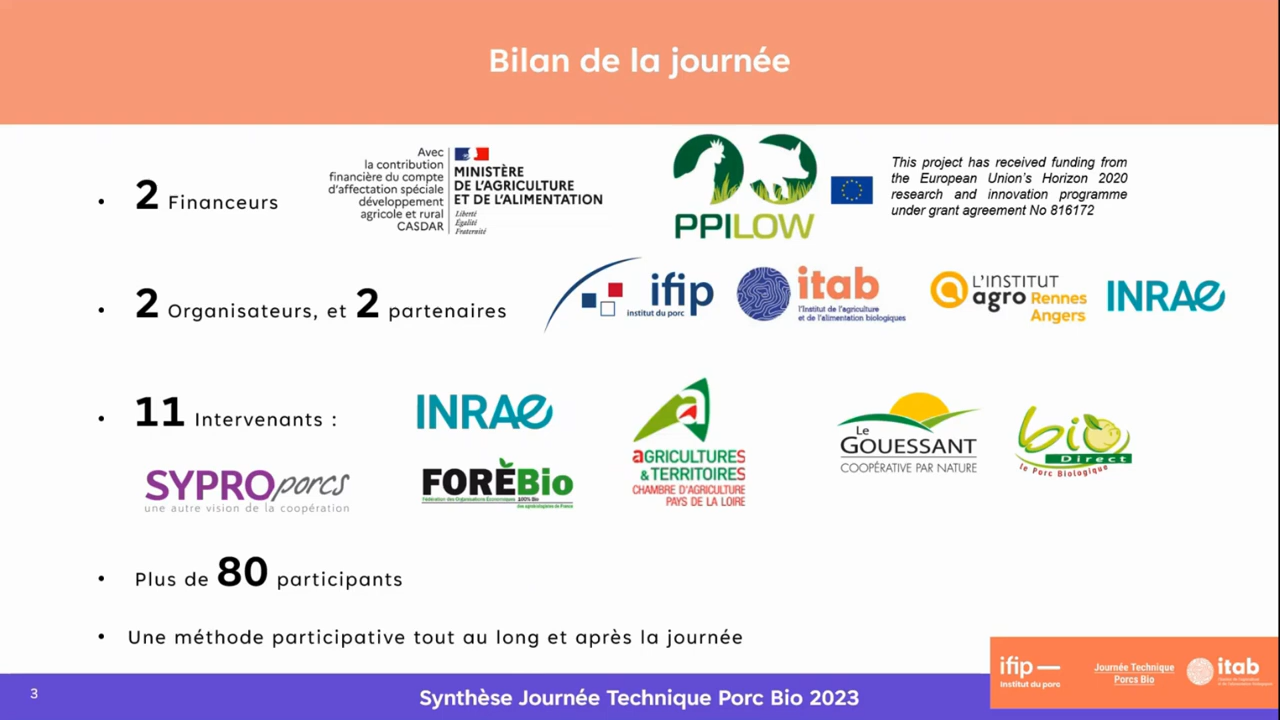 Bilan de la journée
• 2 Financeurs
Avec
la contribution
financière du compte
d'affectation spéciale
développement
agricole et rural
CASDAR
MINISTÈRE
DE L'AGRICULTURE
ET DE L'ALIMENTATION
Liberté
Égalité
Fraternité
PPILOW
This project has received funding from
the European Union's Horizon 2020
research and innovation programme
under grant agreement No 816172
• 2 Organisateurs, et 2 partenaires
ifip
institut du porc
itab
l'Institut de l'agriculture
et de l'alimentation biologiques
L'INSTITUT
agro Rennes
Angers
INRAE
• 11 Intervenants :
INRAE
a
AGRICULTURES
& TERRITOIRES
CHAMBRE D'AGRICULTURE
PAYS DE LA LOIRE
Le
GOUESSANT
COOPÉRATIVE PAR NATURE
bio
Direct
le Porc Biologique
SYPROporcs
une autre vision de la coopération
FORÉBio
Fédération des Organisations Economiques 100% Bio
• Plus de 80 participants
• Une méthode participative tout au long et après la journée
3
Synthèse Journée Technique Porc Bio 2023
ifip
institut du porc
Journée Technique
Porcs Bio
itab